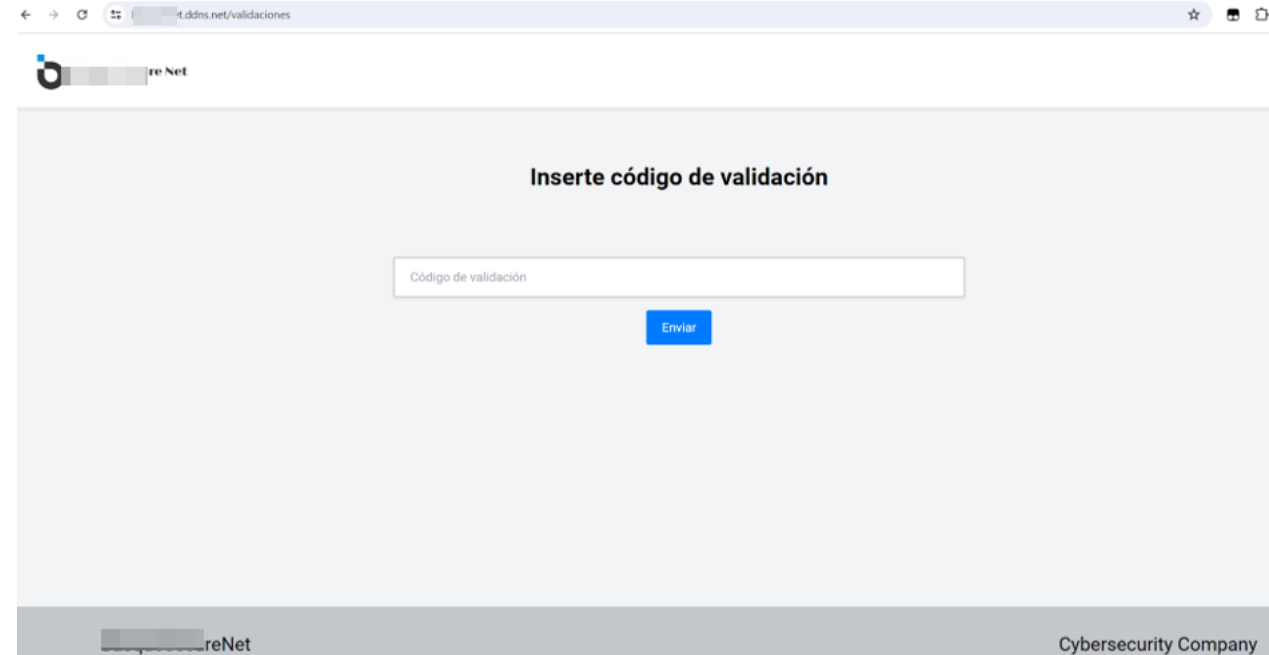 t.ddns.net/validaciones
re Net
Inserte código de validación
Código de validación
Enviar
reNet
Cybersecurity Company